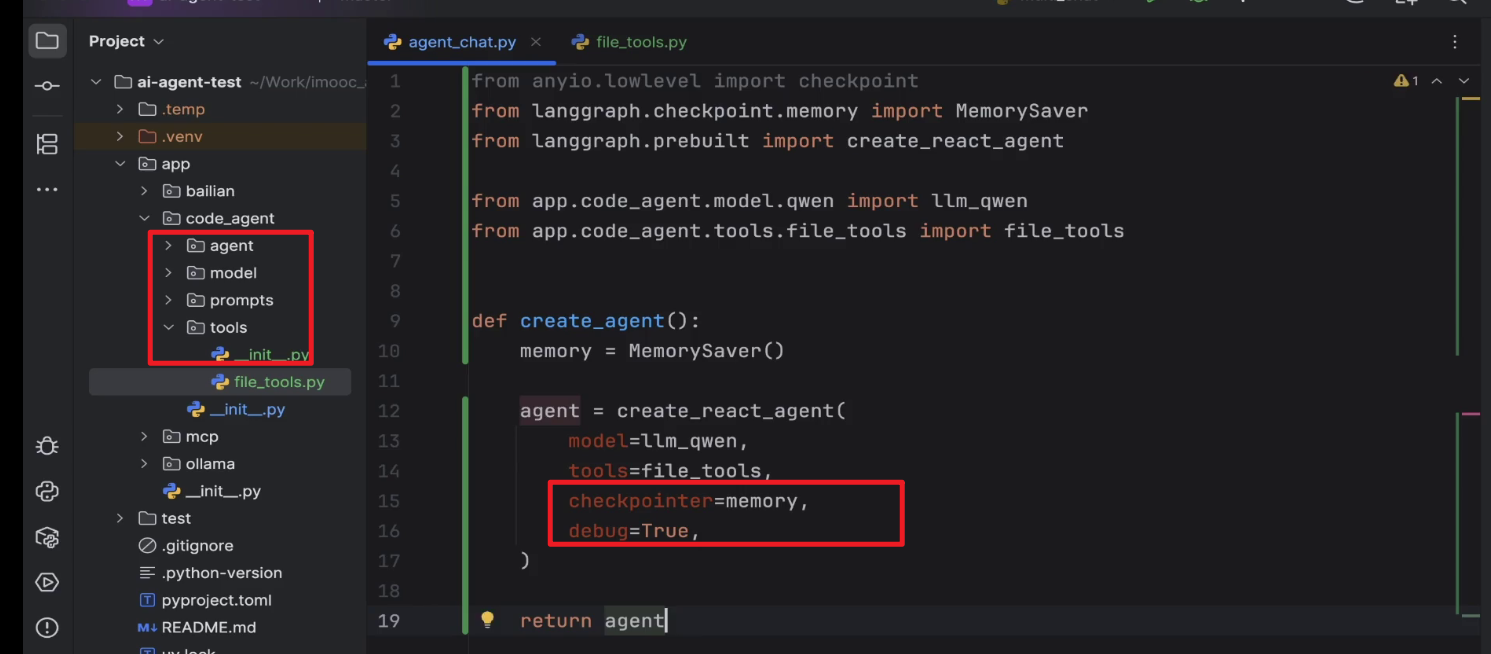 Project
ai-agent-test ~/Work/imooc_
.temp
.venv
app
bailian
code_agent
agent
model
prompts
tools
__init__.py
file_tools.py
__init__.py
mcp
ollama
__init__.py
test
.gitignore
.python-version
pyproject.toml
README.md
agent_chat.py
file_tools.py
1
1 from anyio.lowlevel import checkpoint
2 from langgraph.checkpoint.memory import MemorySaver
3 from langgraph.prebuilt import create_react_agent
4
5 from app.code_agent.model.qwen import llm_qwen
6 from app.code_agent.tools.file_tools import file_tools
7
8
9 def create_agent():
10 memory = MemorySaver()
11
12 agent = create_react_agent(
13 model=llm_qwen,
14 tools=file_tools,
15 checkpointer=memory,
16 debug=True,
17 )
18
19 return agent